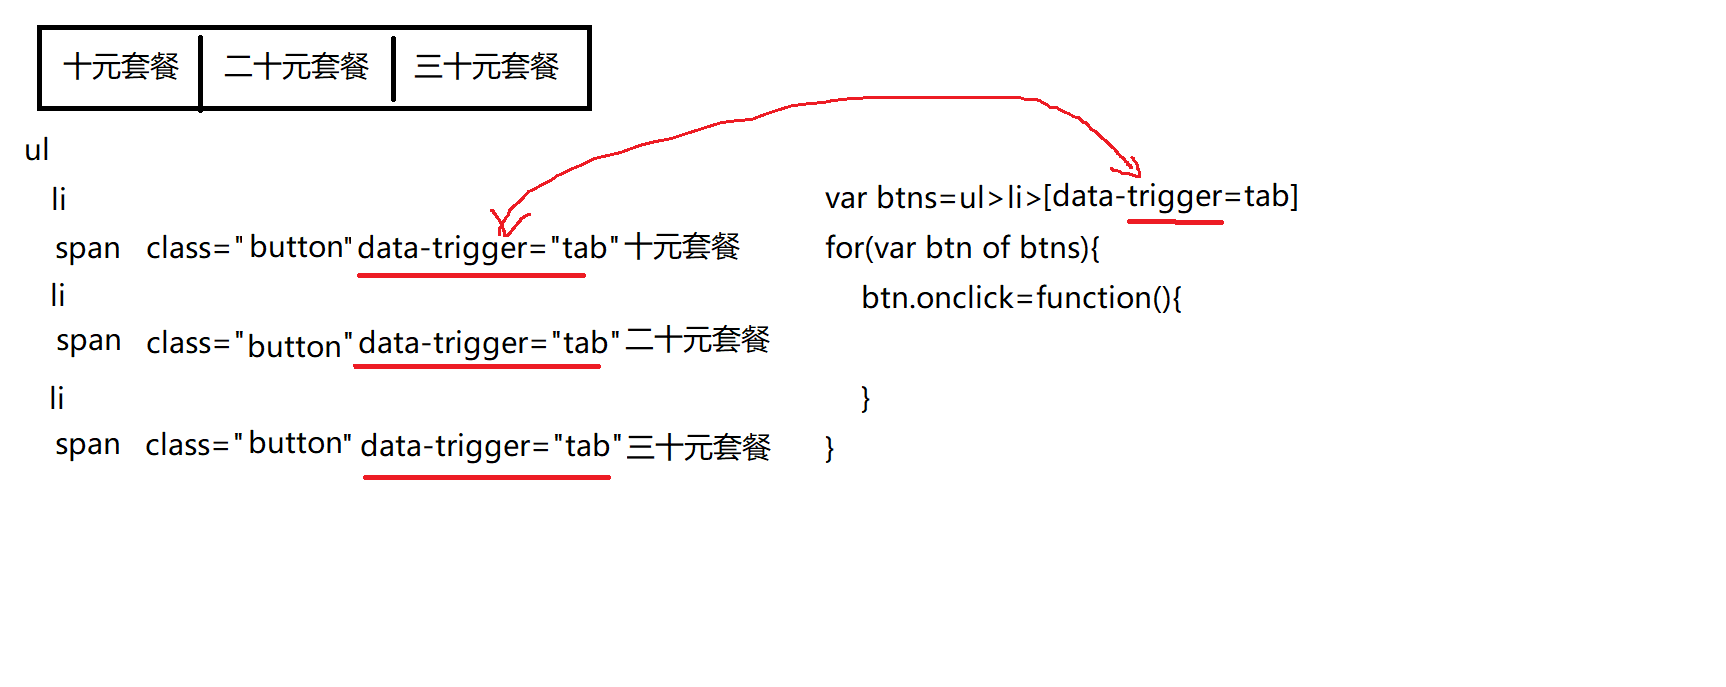 十元套餐 二十元套餐 三十元套餐
ul
li
span class="button" data-trigger="tab" 十元套餐
li
span class="button" data-trigger="tab" 二十元套餐
li
span class="button" data-trigger="tab" 三十元套餐
var btns=ul>li>[data-trigger=tab]
for(var btn of btns){
btn.onclick=function(){
}
}